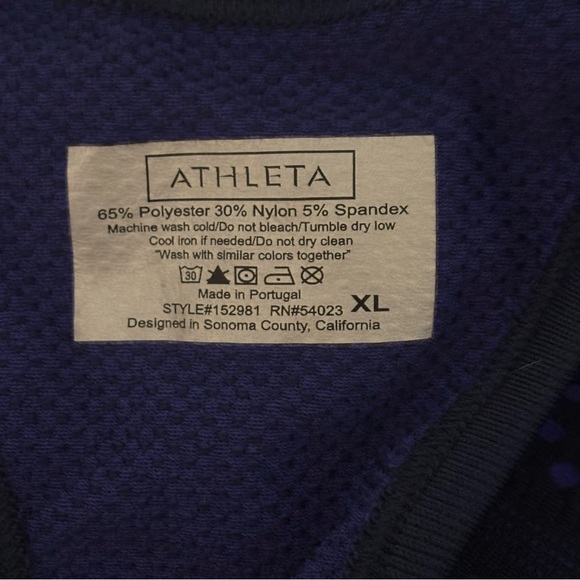 ATHLETA
65% Polyester 30% Nylon 5% Spandex
Machine wash cold/Do not bleach/Tumble dry low
Cool iron if needed/Do not dry clean
"Wash with similar colors together"
30
Made in Portugal
STYLE#152981 RN#54023 XL
Designed in Sonoma County, California